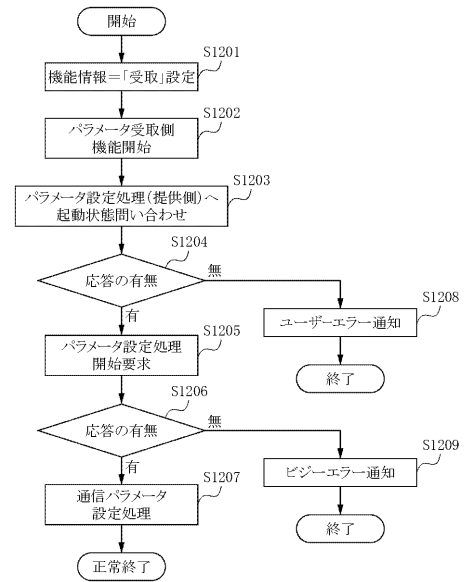 開始
S1201
機能情報＝「受取」設定
S1202
パラメータ受取側
機能開始
S1203
パラメータ設定処理(提供側)へ
起動状態問い合わせ
S1204
応答の有無
無
有
S1208
ユーザーエラー通知
終了
S1205
パラメータ設定処理
開始要求
S1206
応答の有無
無
有
S1209
ビジーエラー通知
終了
S1207
通信パラメータ
設定処理
正常終了